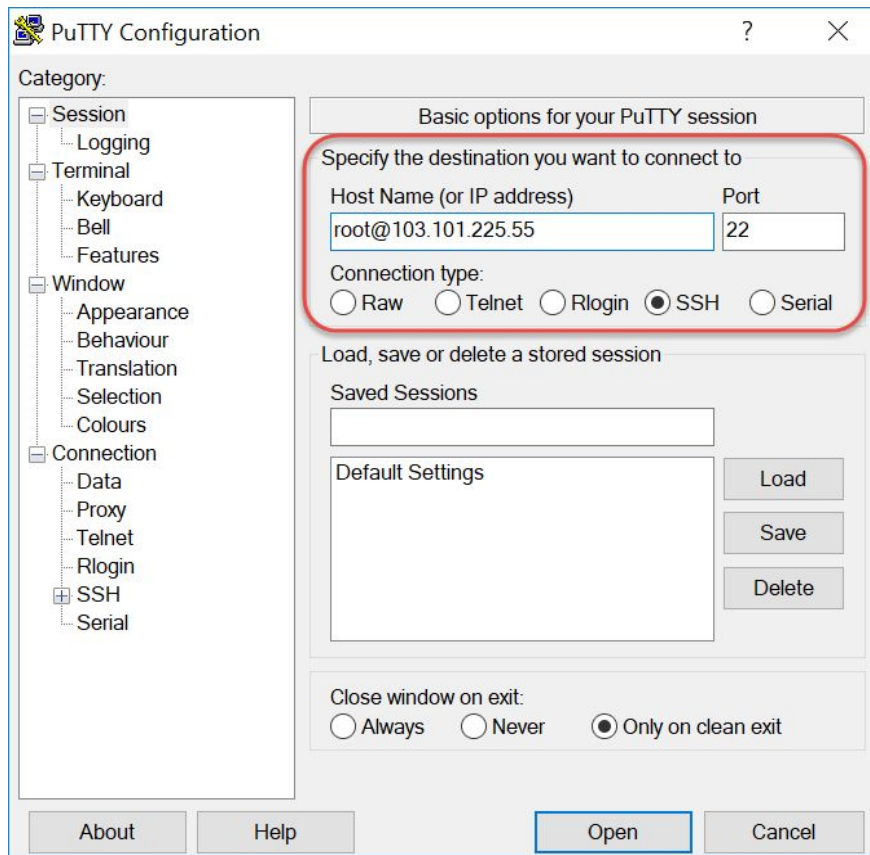 PuTTY Configuration ? ×
Category:
Session
Logging
Terminal
Keyboard
Bell
Features
Window
Appearance
Behaviour
Translation
Selection
Colours
Connection
Data
Proxy
Telnet
Rlogin
SSH
Serial
Basic options for your PuTTY session
Specify the destination you want to connect to
Host Name (or IP address) Port
root@103.101.225.55 22
Connection type:
Raw Telnet Rlogin SSH Serial
Load, save or delete a stored session
Saved Sessions
Default Settings
Load
Save
Delete
Close window on exit:
Always Never Only on clean exit
About Help Open Cancel